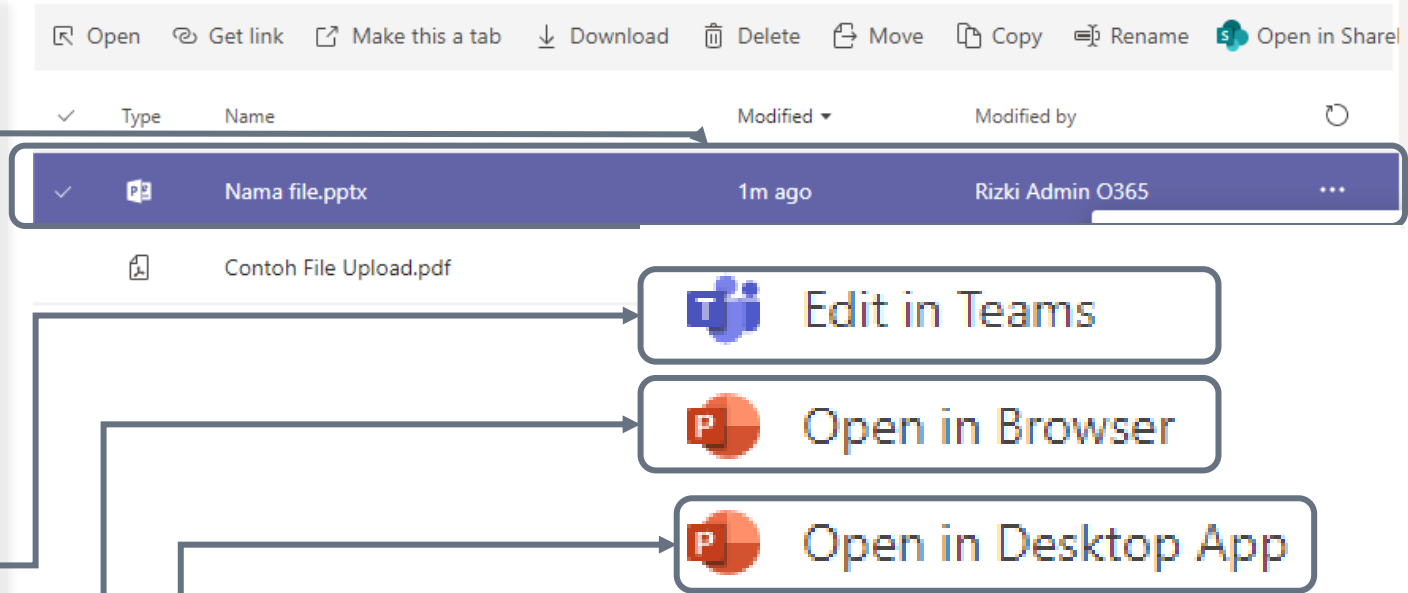 Open Get link Make this a tab Download Delete Move Copy Rename Open in Share
Type Name Modified Modified by
Nama file.pptx 1m ago Rizki Admin O365 ...
Contoh File Upload.pdf
Edit in Teams
Open in Browser
Open in Desktop App